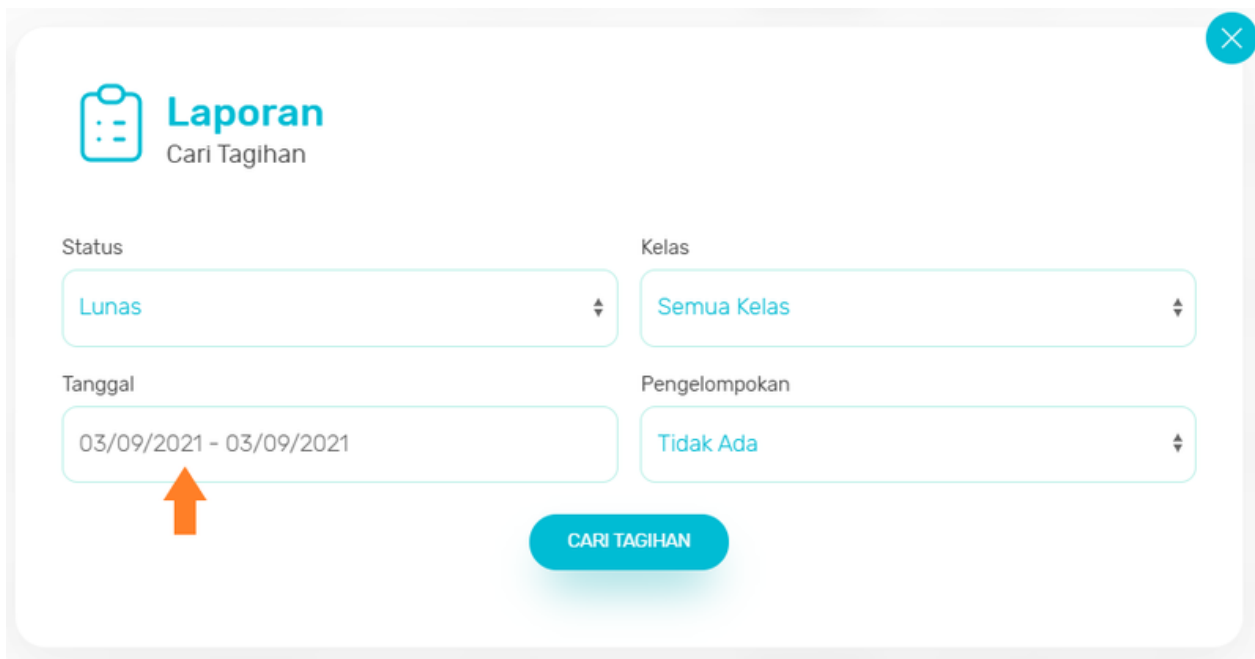 Laporan
Cari Tagihan
Status
Kelas
Lunas
Semua Kelas
Tanggal
Pengelompokan
03/09/2021 - 03/09/2021
Tidak Ada
CARI TAGIHAN